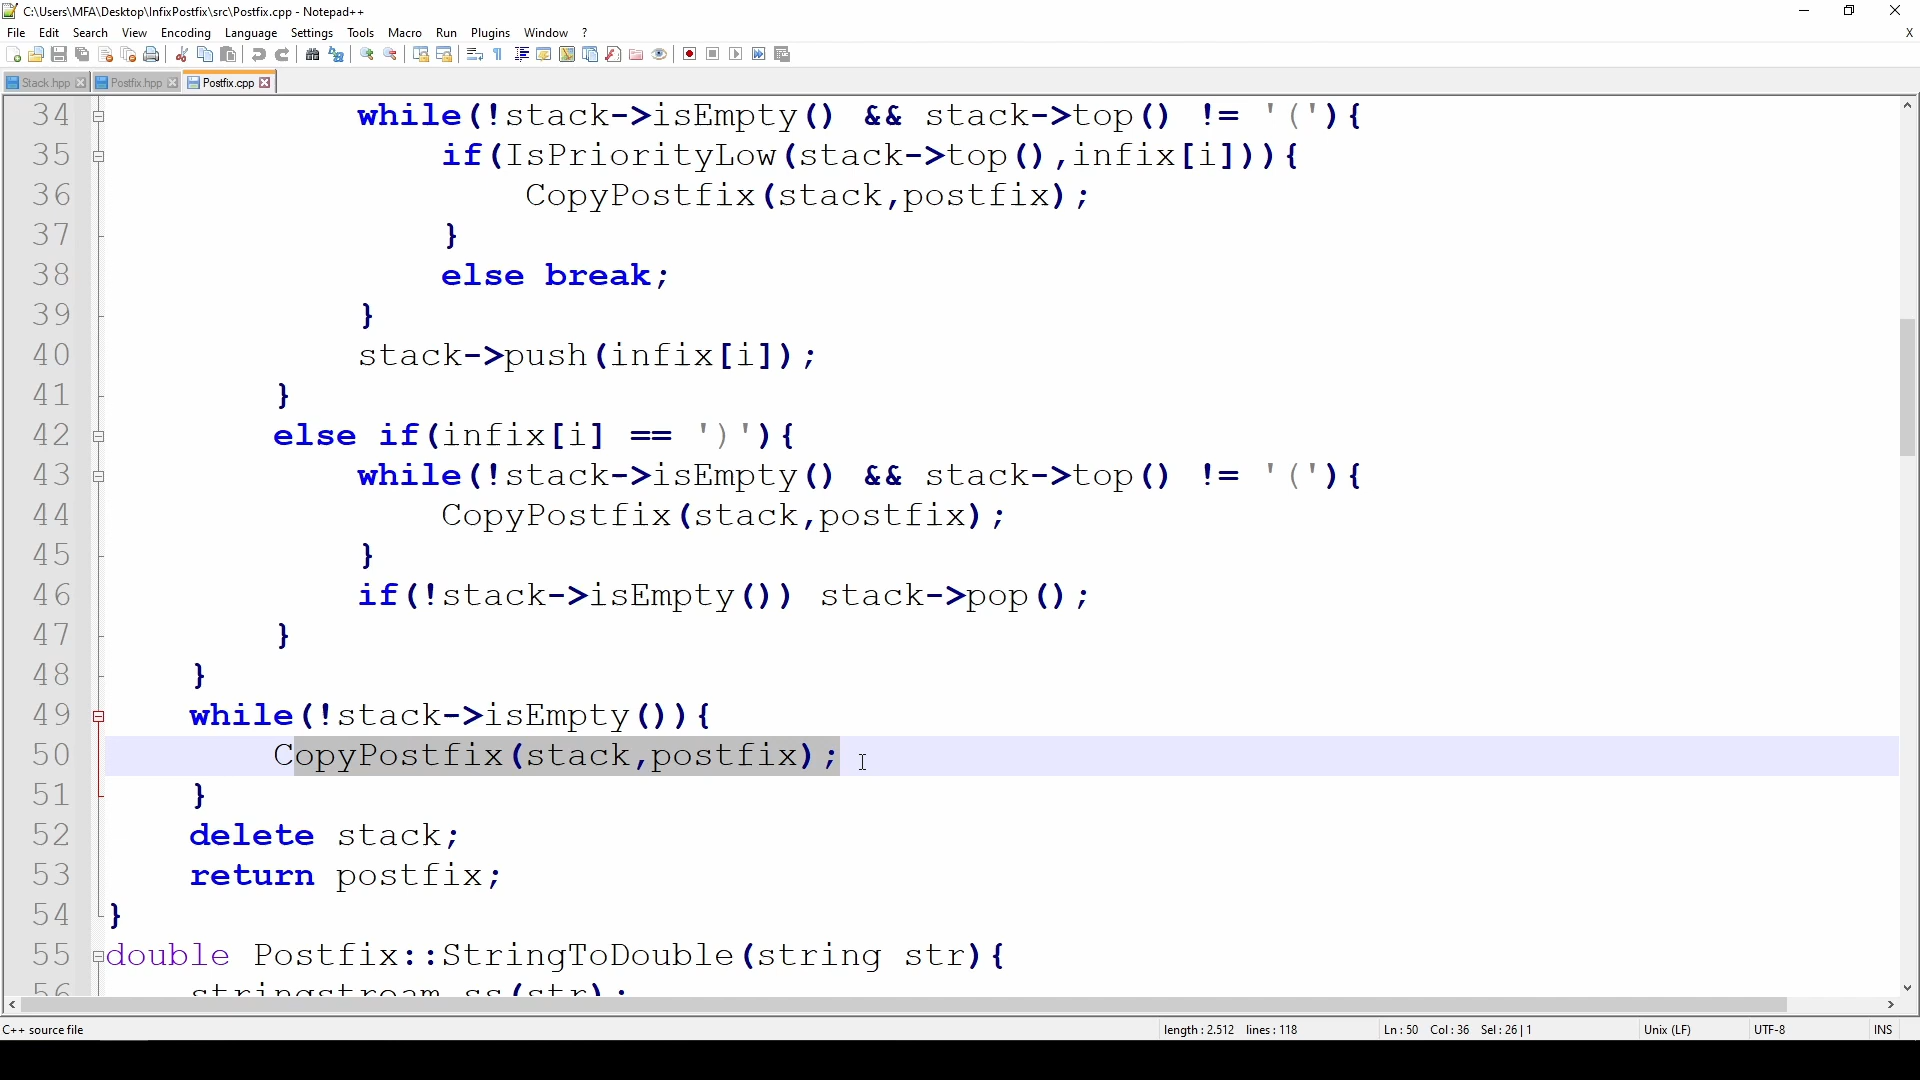 C:\Users\MFA\Desktop\InfixPostfix\src\Postfix.cpp - Notepad++
File Edit Search View Encoding Language Settings Tools Macro Run Plugins Window ? X
Stack.hpp Postfix.hpp Postfix.cpp
34 while(!stack->isEmpty() && stack->top() != '('){
35 if(IsPriorityLow(stack->top(),infix[i])){
36 CopyPostfix(stack,postfix);
37 }
38 else break;
39 }
40 stack->push(infix[i]);
41 }
42 else if(infix[i] == ')'){
43 while(!stack->isEmpty() && stack->top() != '('){
44 CopyPostfix(stack,postfix);
45 }
46 if(!stack->isEmpty()) stack->pop();
47 }
48 }
49 while(!stack->isEmpty()){
50 CopyPostfix(stack,postfix);
51 }
52 delete stack;
53 return postfix;
54 }
55 double Postfix::StringToDouble(string str){
56 stringstream ss(str);
C++ source file length : 2.512 lines : 118 Ln : 50 Col : 36 Sel : 26 | 1 Unix (LF) UTF-8 INS